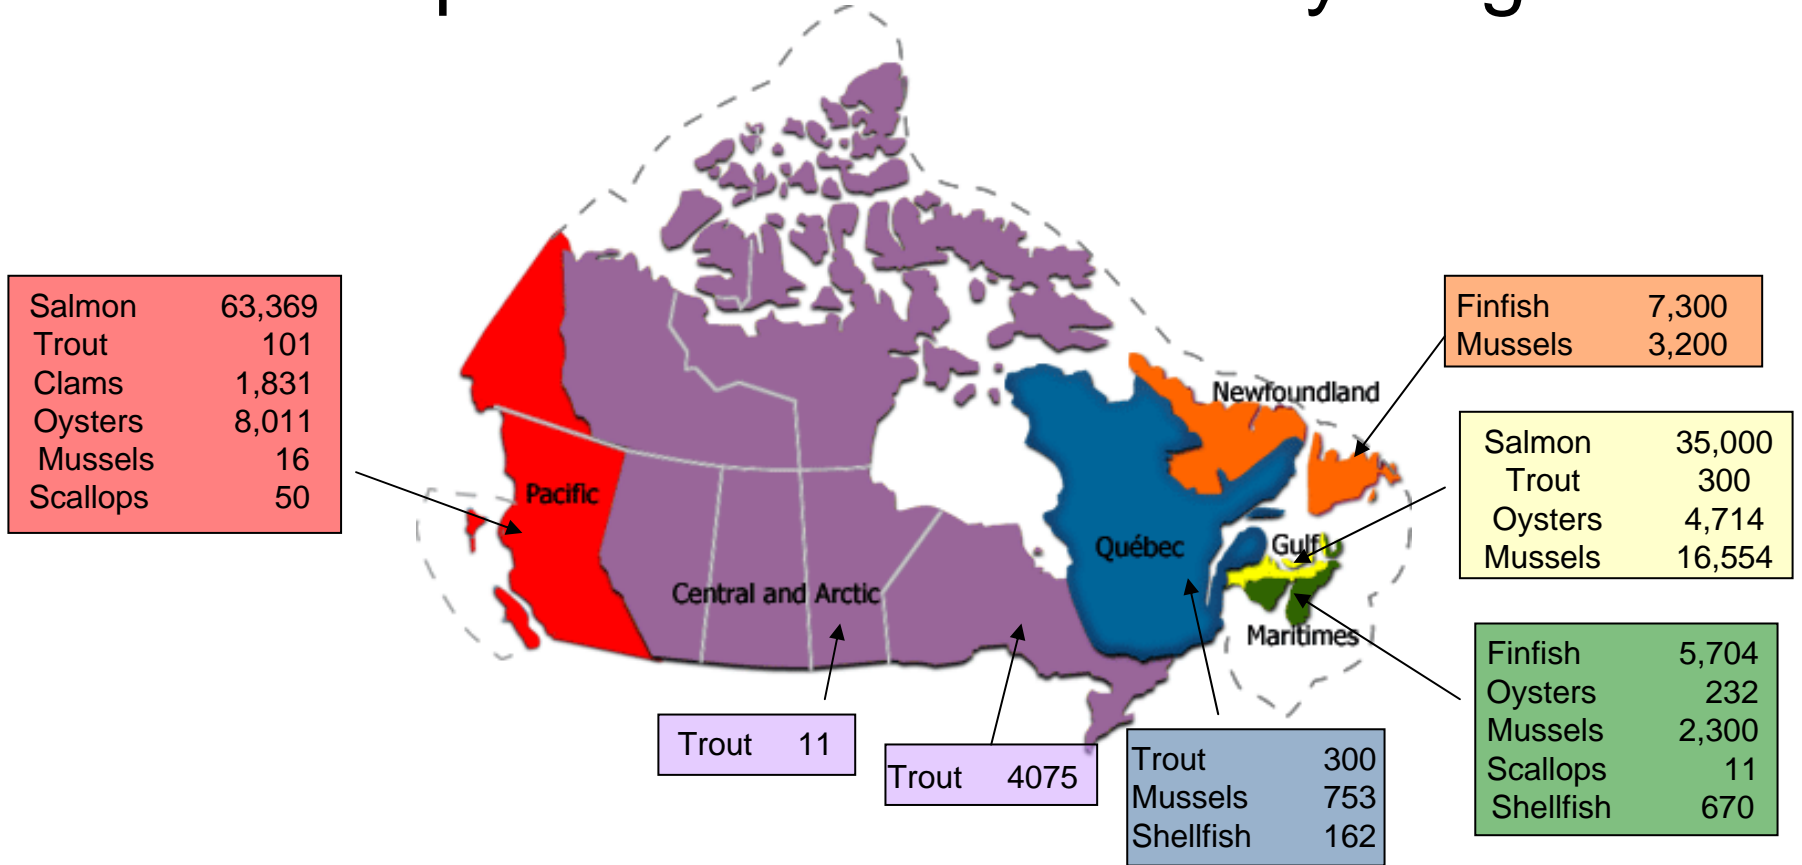 Salmon 63,369
Trout 101
Clams 1,831
Oysters 8,011
Mussels 16
Scallops 50
Finfish 7,300
Mussels 3,200
Newfoundland
Salmon 35,000
Trout 300
Oysters 4,714
Mussels 16,554
Pacific
Québec
Gulf
Central and Arctic
Maritimes
Finfish 5,704
Oysters 232
Mussels 2,300
Scallops 11
Shellfish 670
Trout 11
Trout 4075
Trout 300
Mussels 753
Shellfish 162